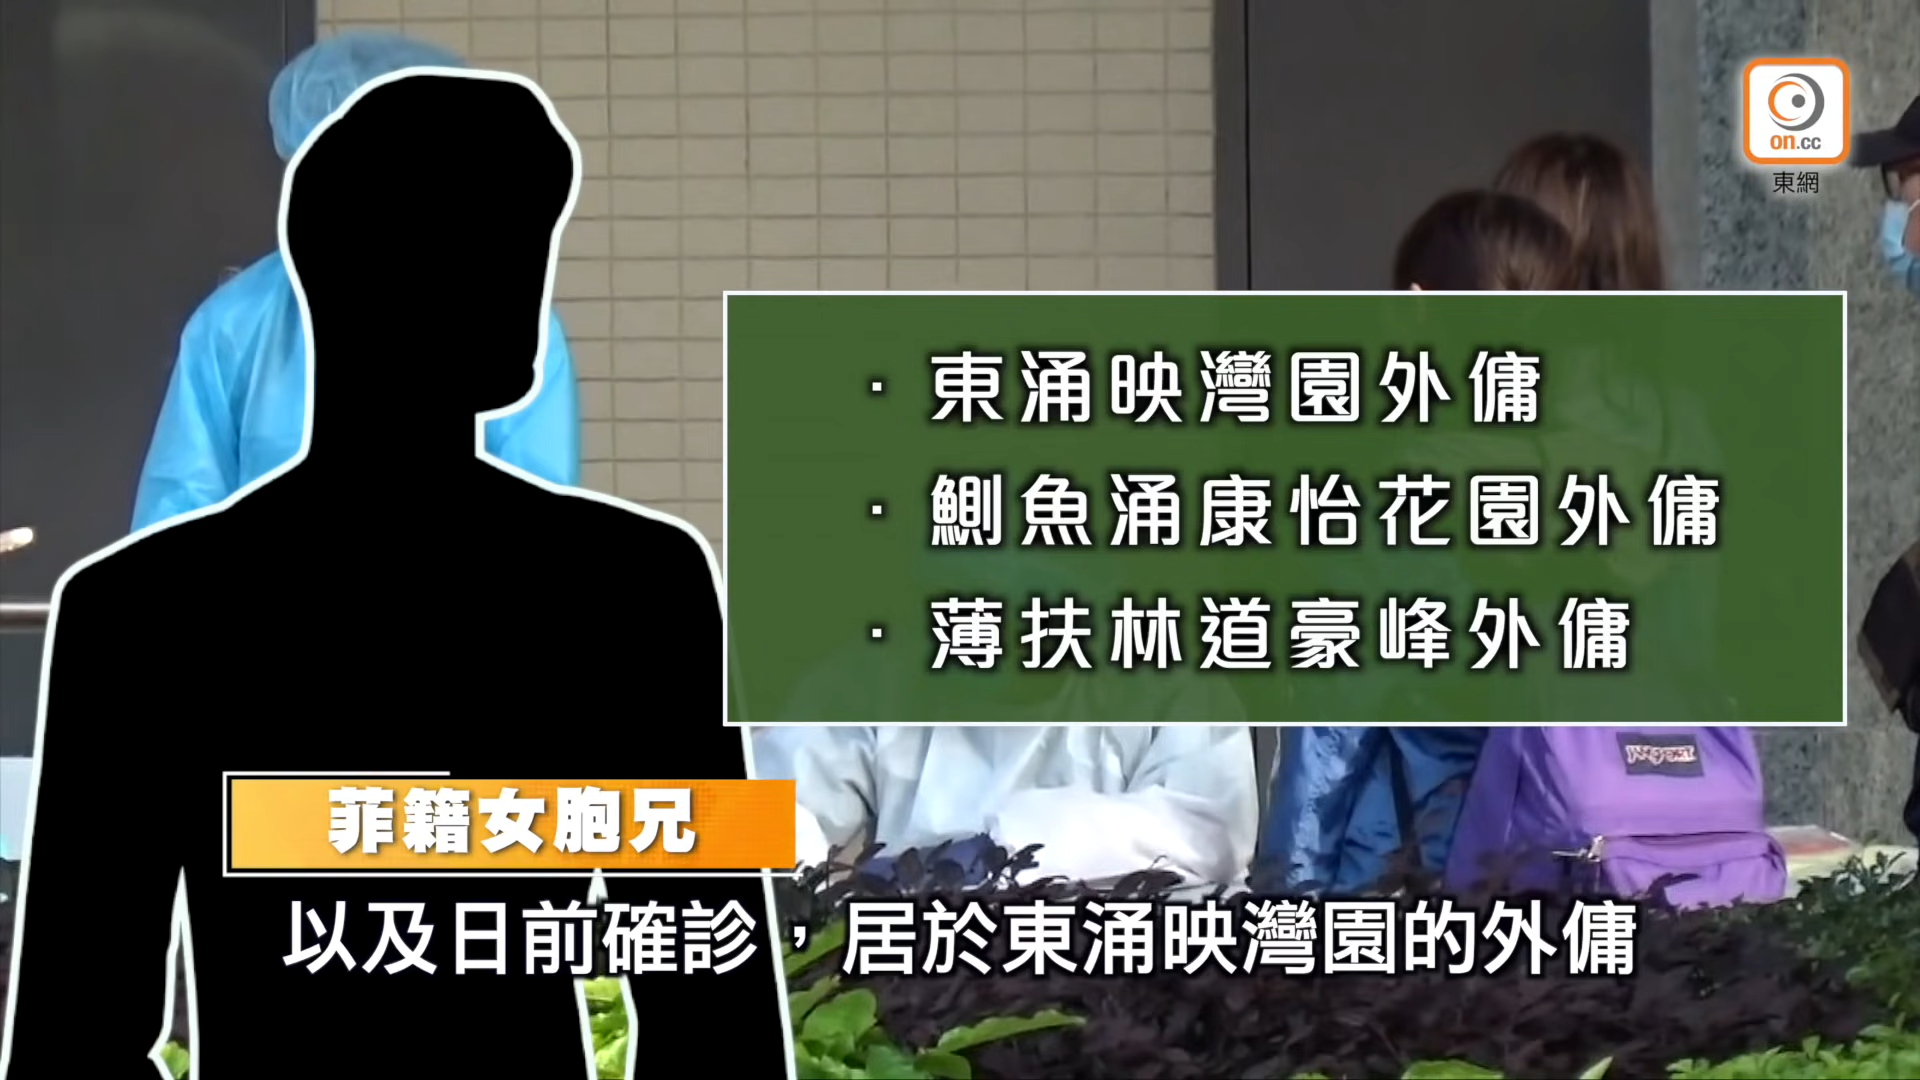 on.cc
東網
· 東涌映灣園外傭
· 鰂魚涌康怡花園外傭
· 薄扶林道豪峰外傭
JANSPORT
菲籍女胞兄
以及日前確診，居於東涌映灣園的外傭